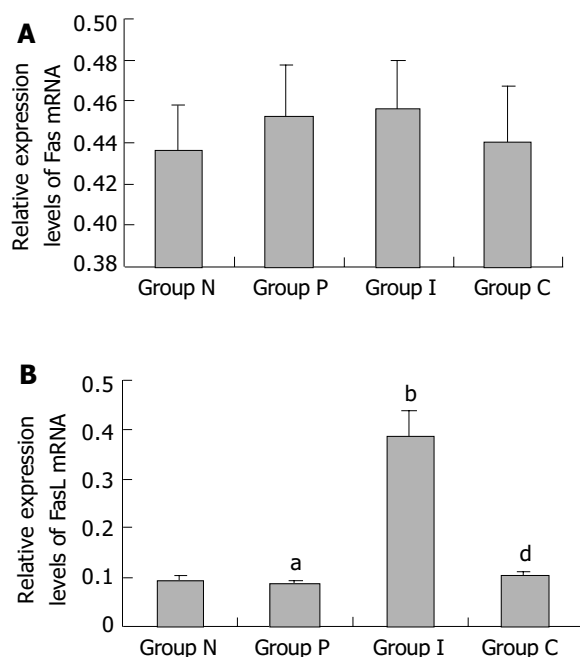 A
Relative expression
levels of Fas mRNA
0.50
0.48
0.46
0.44
0.42
0.40
0.38
Group N Group P Group I Group C
B
Relative expression
levels of FasL mRNA
0.5
0.4
0.3
0.2
0.1
0
a
b
d
Group N Group P Group I Group C